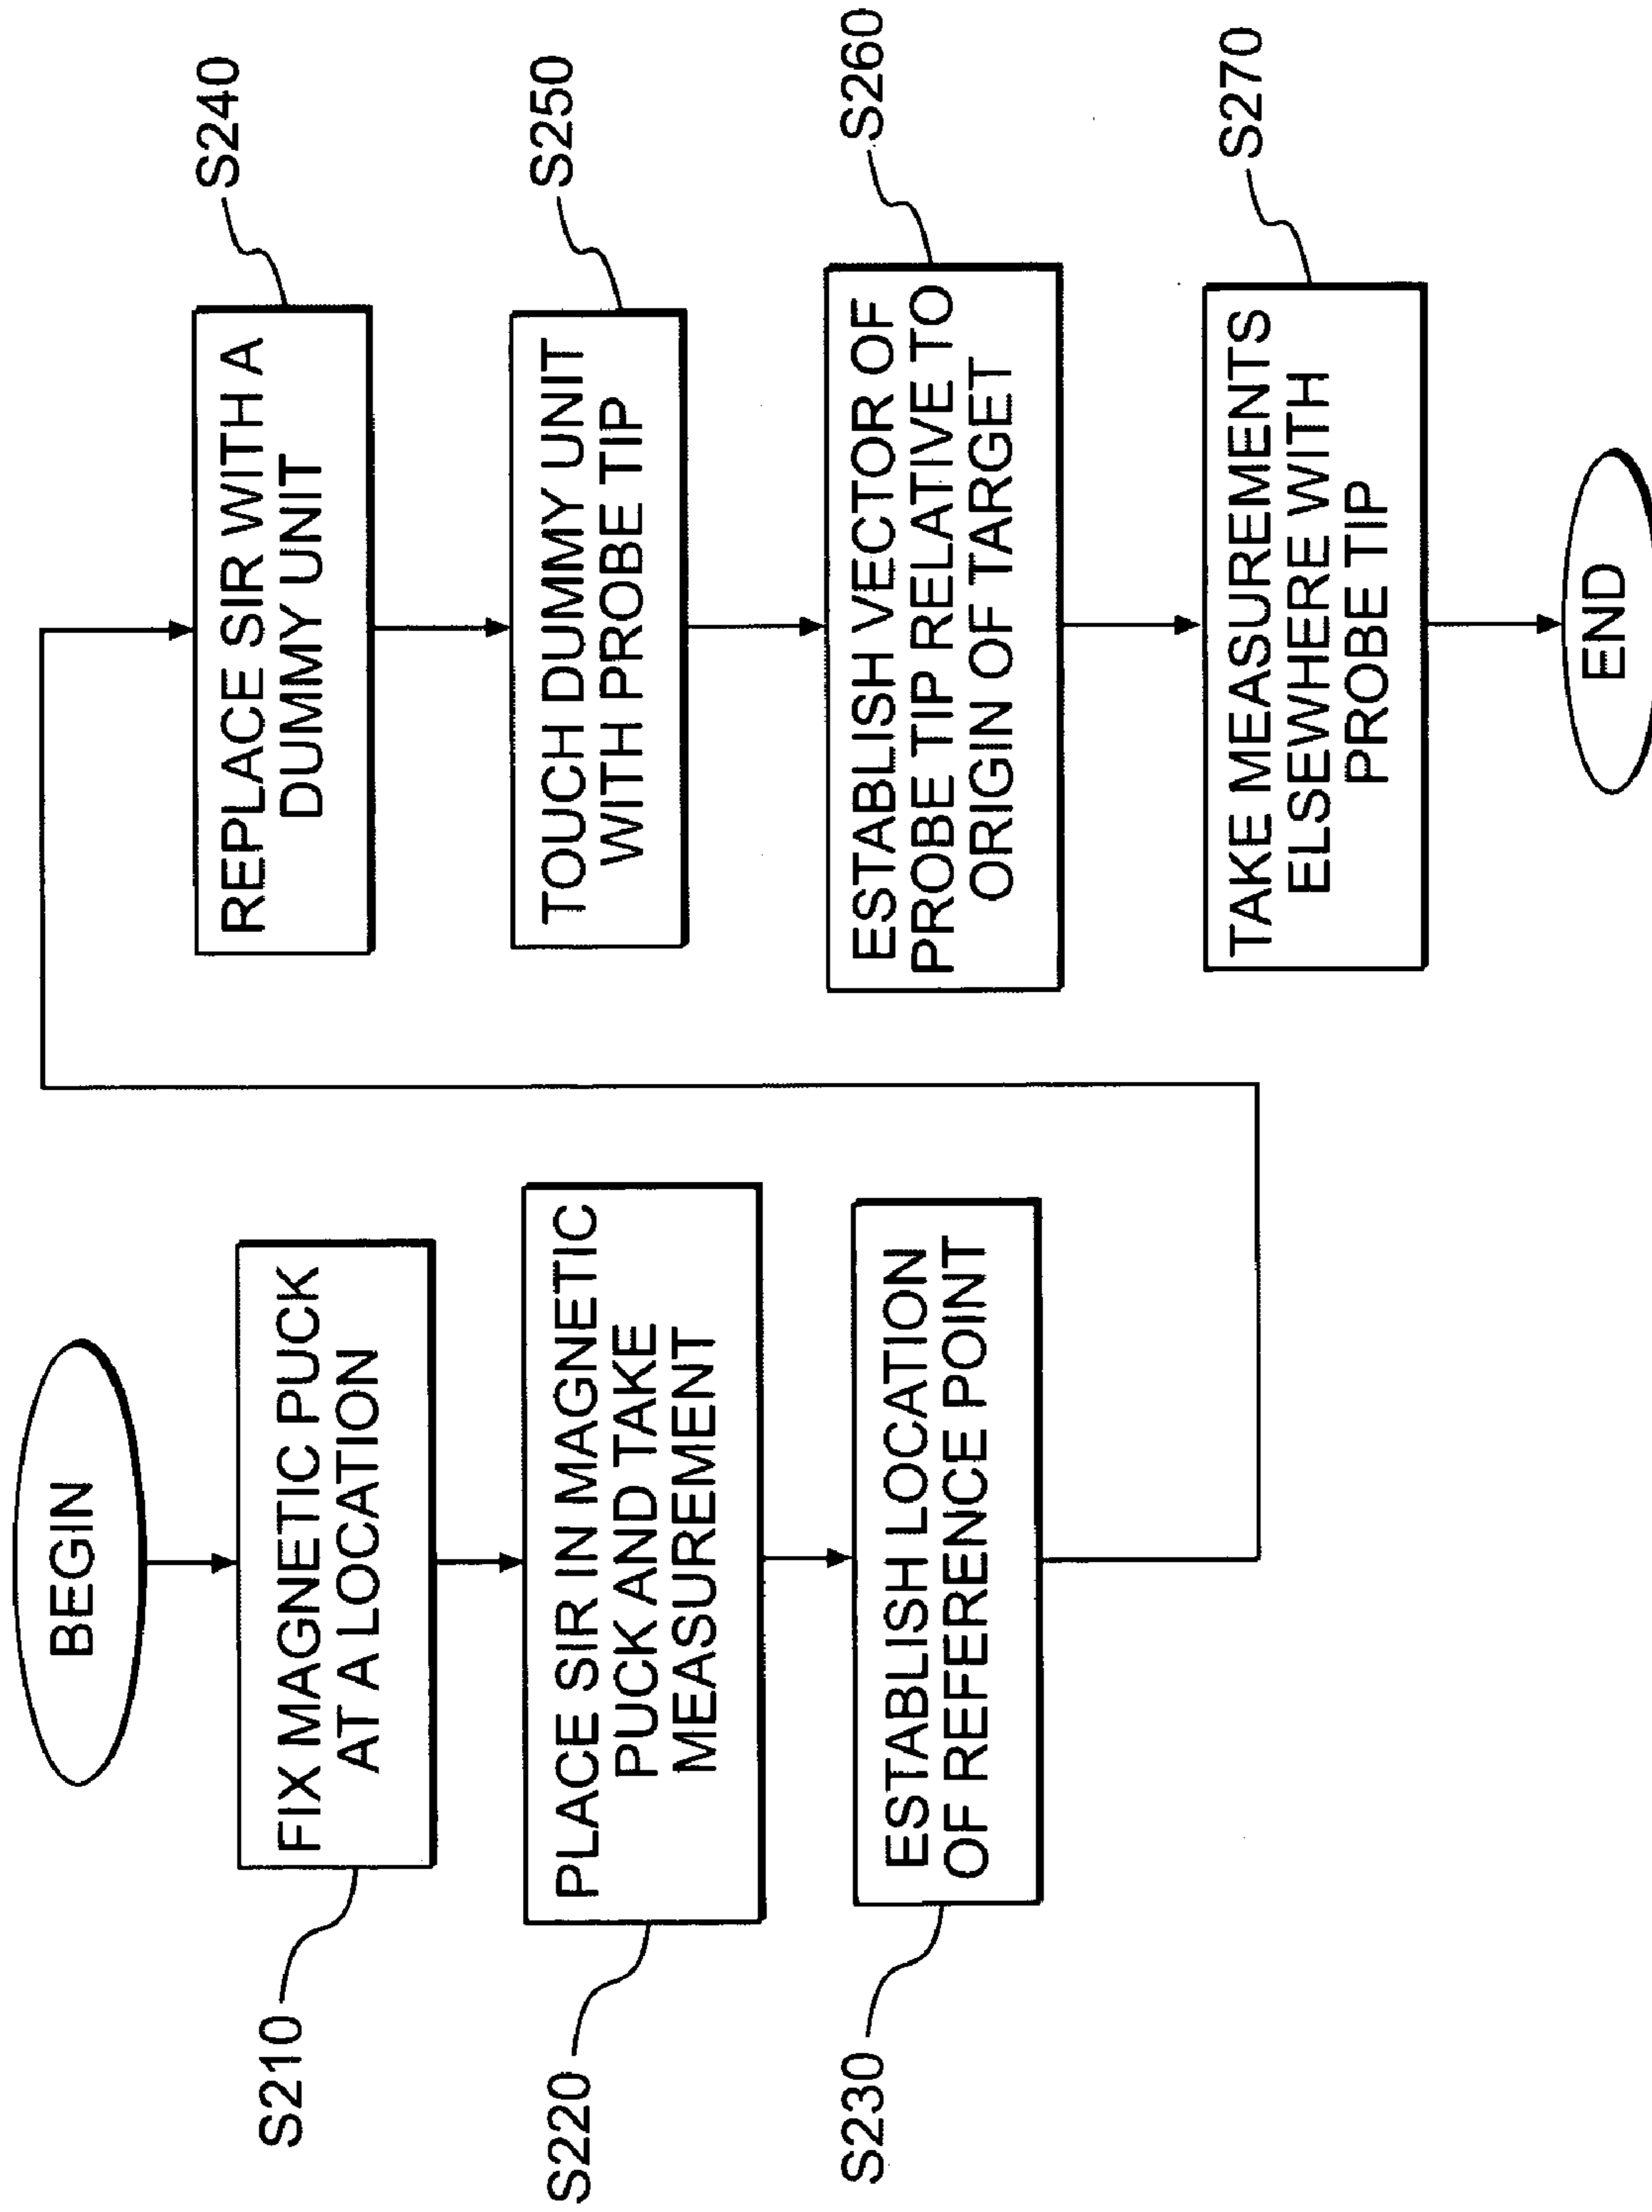 BEGIN
S210
FIX MAGNETIC PUCK
AT A LOCATION
S220
PLACE SIR IN MAGNETIC
PUCK AND TAKE
MEASUREMENT
S230
ESTABLISH LOCATION
OF REFERENCE POINT
REPLACE SIR WITH A
DUMMY UNIT
S240
TOUCH DUMMY UNIT
WITH PROBE TIP
S250
ESTABLISH VECTOR OF
PROBE TIP RELATIVE TO
ORIGIN OF TARGET
S260
TAKE MEASUREMENTS
ELSEWHERE WITH
PROBE TIP
S270
END